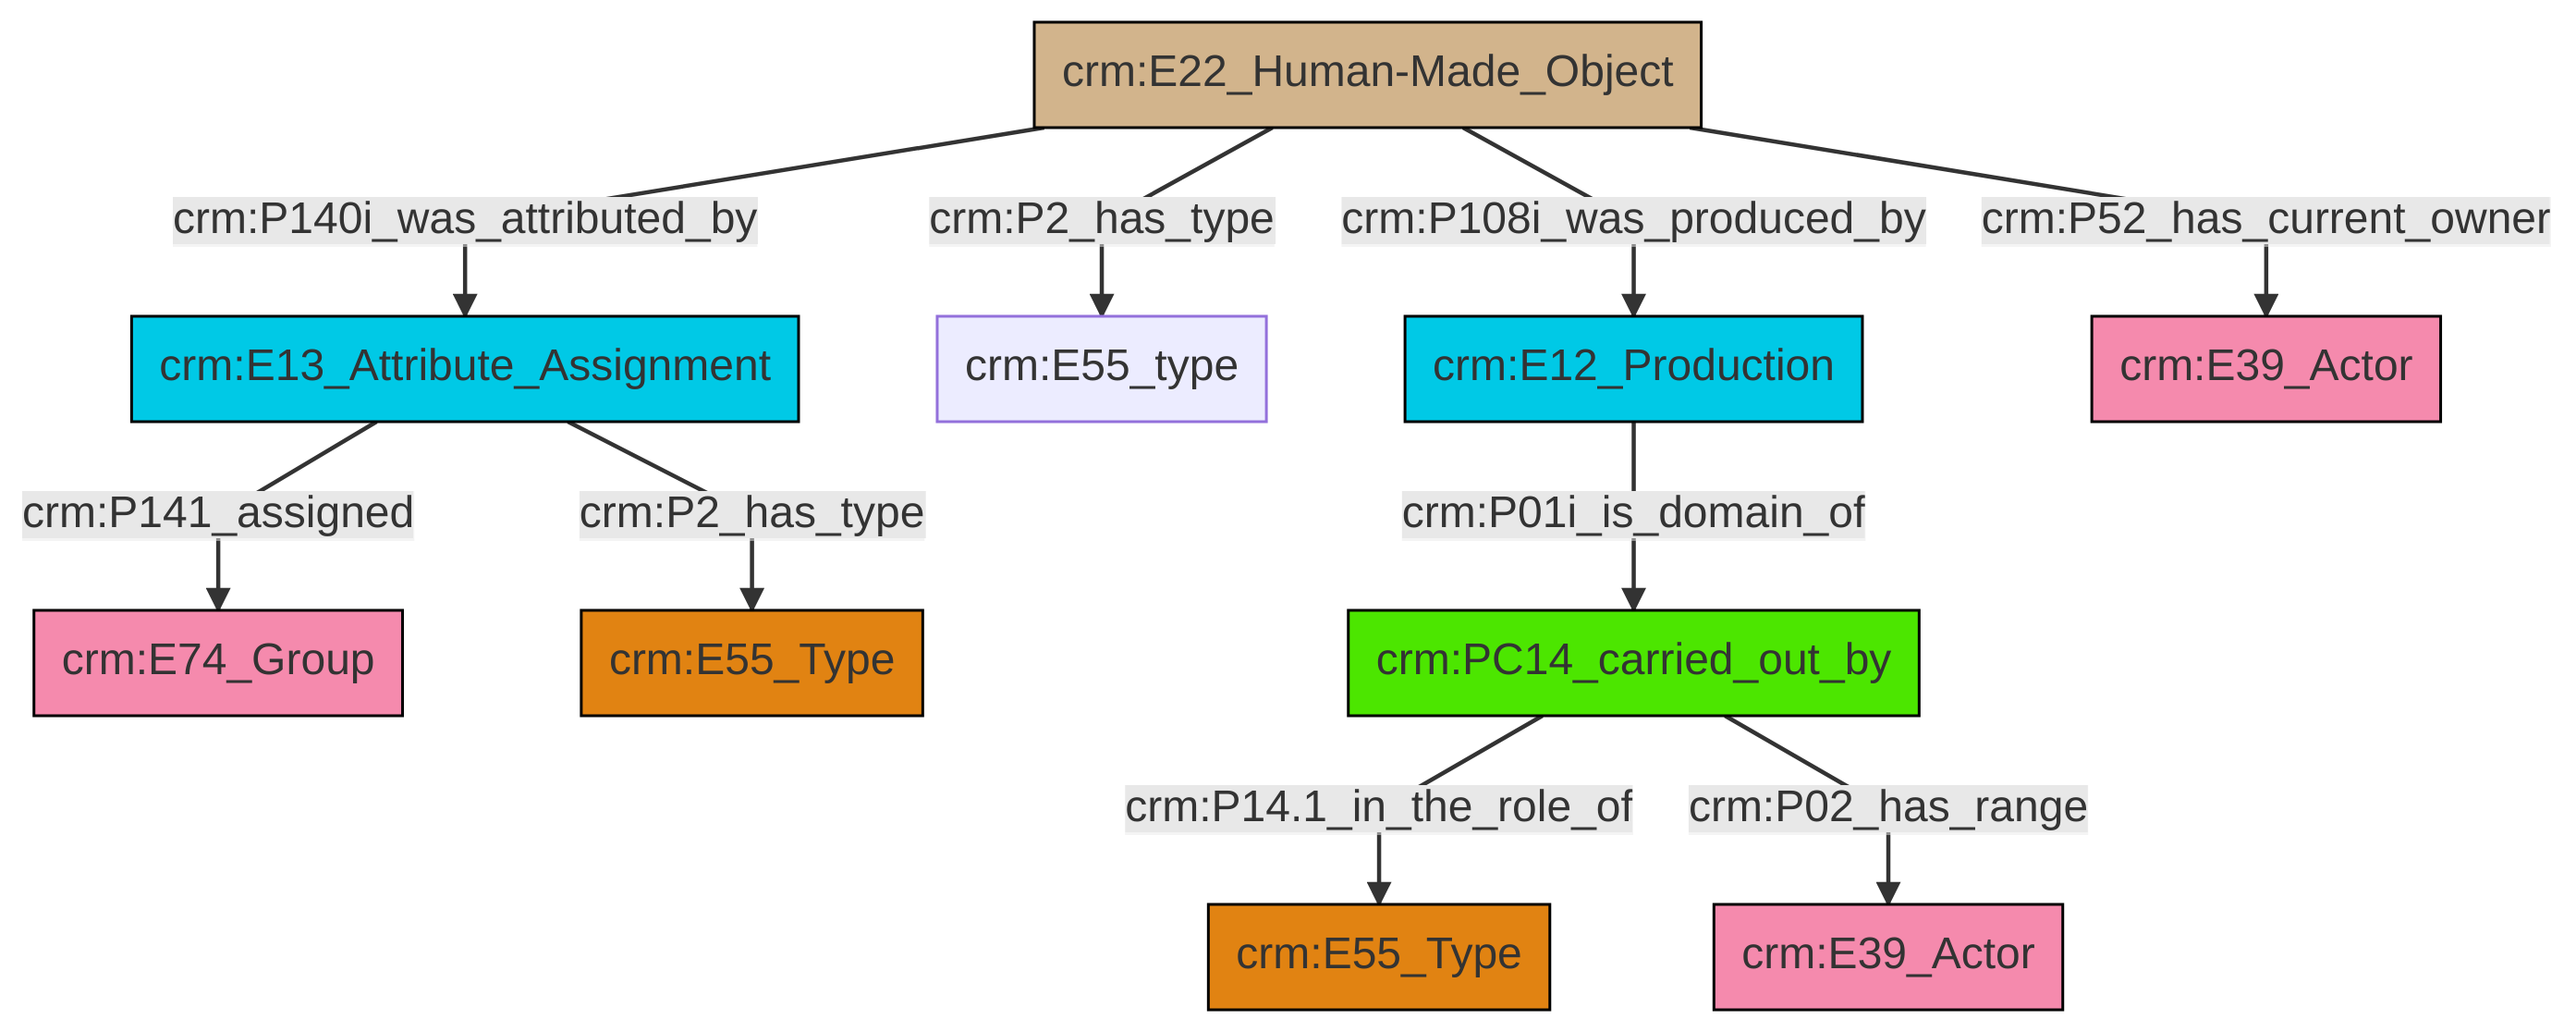 crm:E22_Human-Made_Object
crm:P140i_was_attributed_by
crm:P2_has_type
crm:P108i_was_produced_by
crm:P52_has_current_owner
crm:E13_Attribute_Assignment
crm:E55_type
crm:E12_Production
crm:E39_Actor
crm:P141_assigned
crm:P2_has_type
crm:P01i_is_domain_of
crm:E74_Group
crm:E55_Type
crm:PC14_carried_out_by
crm:P14.1_in_the_role_of
crm:P02_has_range
crm:E55_Type
crm:E39_Actor